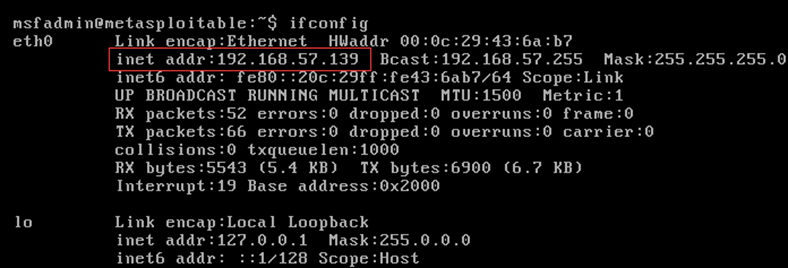 msfadmin@metasploitable:~$ ifconfig
eth0      Link encap:Ethernet  HWaddr 00:0c:29:43:6a:b7
          inet addr:192.168.57.139  Bcast:192.168.57.255  Mask:255.255.255.0
          inet6 addr: fe80::20c:29ff:fe43:6ab7/64 Scope:Link
          UP BROADCAST RUNNING MULTICAST  MTU:1500  Metric:1
          RX packets:52 errors:0 dropped:0 overruns:0 frame:0
          TX packets:66 errors:0 dropped:0 overruns:0 carrier:0
          collisions:0 txqueuelen:1000
          RX bytes:5543 (5.4 KB)  TX bytes:6900 (6.7 KB)
          Interrupt:19 Base address:0x2000
lo        Link encap:Local Loopback
          inet addr:127.0.0.1  Mask:255.0.0.0
          inet6 addr: ::1/128 Scope:Host